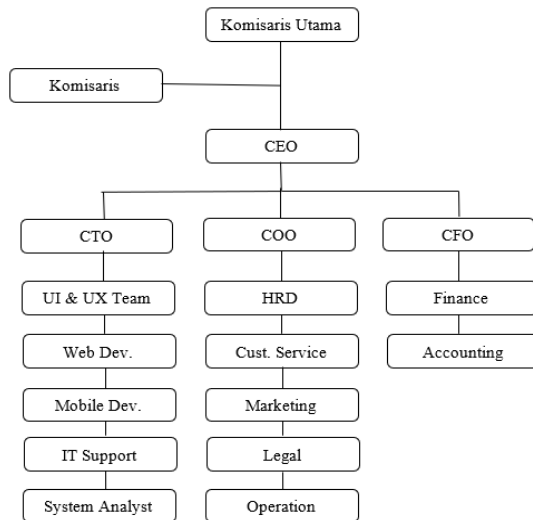 Komisaris Utama
Komisaris
CEO
CTO
COO
CFO
UI & UX Team
HRD
Finance
Web Dev.
Cust. Service
Accounting
Mobile Dev.
Marketing
IT Support
Legal
System Analyst
Operation